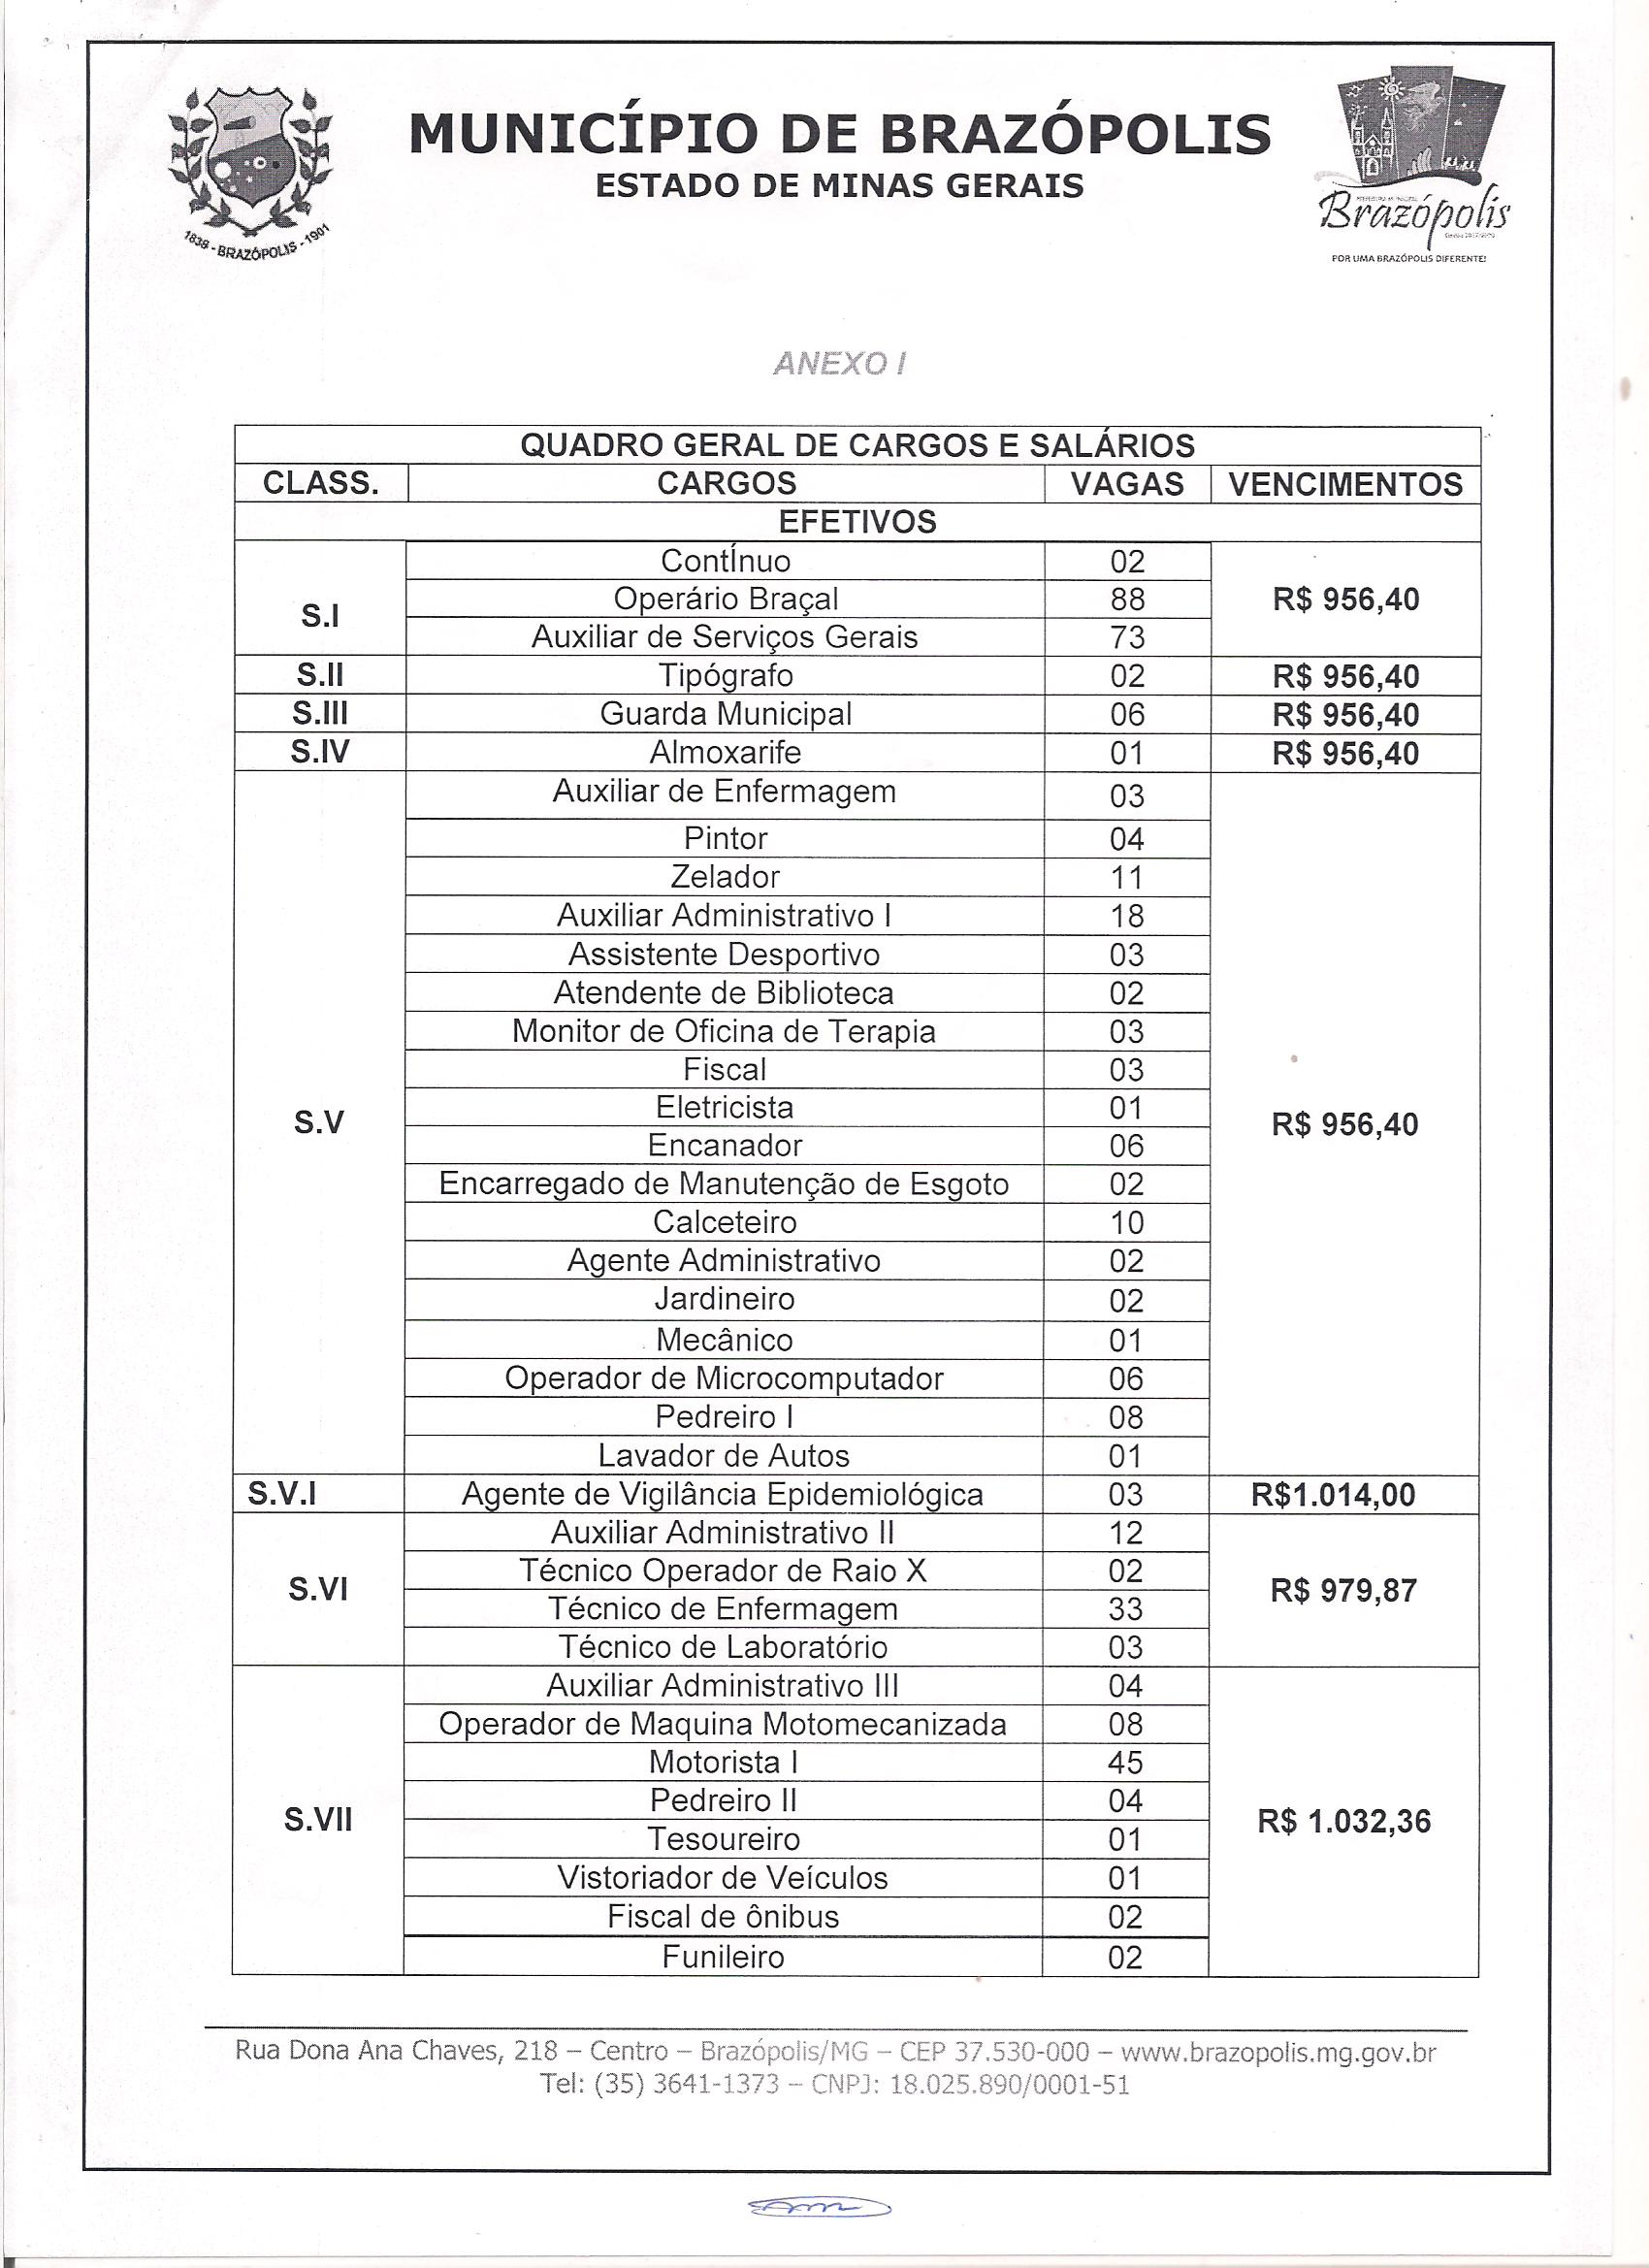 MUNICÍPIO DE BRAZÓPOLIS
ESTADO DE MINAS GERAIS
1838 - BRAZÓPOLIS - 1901
Brazópolis
POR UMA BRAZÓPOLIS DIFERENTE!
ANEXO I
QUADRO GERAL DE CARGOS E SALÁRIOS
CLASS. CARGOS VAGAS VENCIMENTOS
EFETIVOS
S.I R$ 956,40
ContÍnuo 02
Operário Braçal 88
Auxiliar de Serviços Gerais 73
S.II Tipógrafo 02 R$ 956,40
S.III Guarda Municipal 06 R$ 956,40
S.IV Almoxarife 01 R$ 956,40
S.V R$ 956,40
Auxiliar de Enfermagem 03
Pintor 04
Zelador 11
Auxiliar Administrativo I 18
Assistente Desportivo 03
Atendente de Biblioteca 02
Monitor de Oficina de Terapia 03
Fiscal 03
Eletricista 01
Encanador 06
Encarregado de Manutenção de Esgoto 02
Calceteiro 10
Agente Administrativo 02
Jardineiro 02
Mecânico 01
Operador de Microcomputador 06
Pedreiro I 08
Lavador de Autos 01
S.V.I Agente de Vigilância Epidemiológica 03 R$1.014,00
S.VI R$ 979,87
Auxiliar Administrativo II 12
Técnico Operador de Raio X 02
Técnico de Enfermagem 33
Técnico de Laboratório 03
S.VII R$ 1.032,36
Auxiliar Administrativo III 04
Operador de Maquina Motomecanizada 08
Motorista I 45
Pedreiro II 04
Tesoureiro 01
Vistoriador de Veículos 01
Fiscal de ônibus 02
Funileiro 02
Rua Dona Ana Chaves, 218 – Centro – Brazópolis/MG – CEP 37.530-000 – www.brazopolis.mg.gov.br
Tel: (35) 3641-1373 – CNPJ: 18.025.890/0001-51